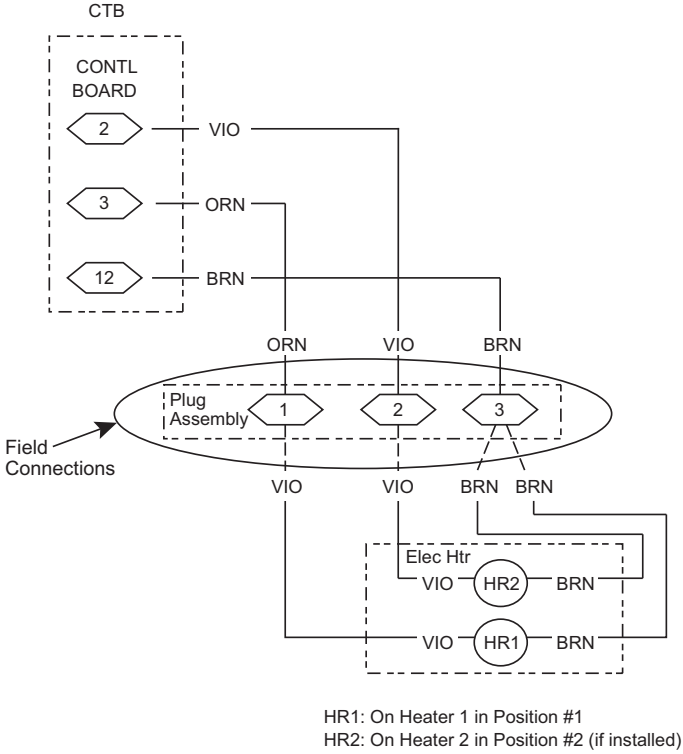 CTB
CONTL
BOARD
2
VIO
3
ORN
12
BRN
ORN
VIO
BRN
Plug
Assembly
1
2
3
Field
Connections
VIO
VIO
BRN
BRN
Elec Htr
VIO
HR2
BRN
VIO
HR1
BRN
HR1: On Heater 1 in Position #1
HR2: On Heater 2 in Position #2 (if installed)